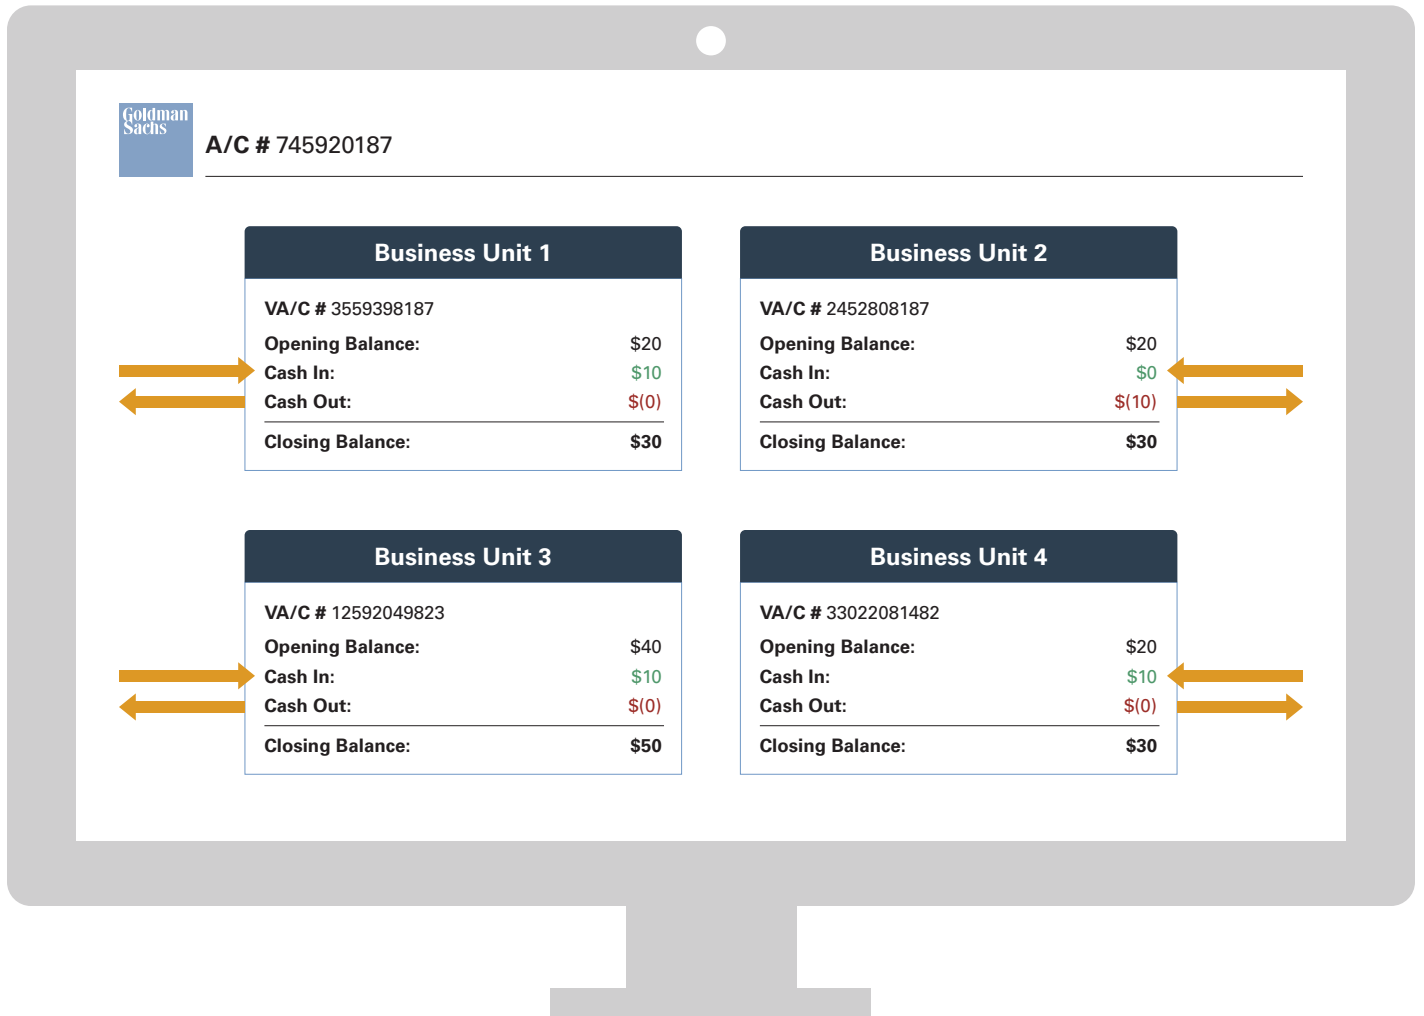 Goldman
Sachs
A/C # 745920187
Business Unit 1
VA/C # 3559398187
Opening Balance: $20
Cash In: $10
Cash Out: $(0)
Closing Balance: $30
Business Unit 2
VA/C # 2452808187
Opening Balance: $20
Cash In: $0
Cash Out: $(10)
Closing Balance: $30
Business Unit 3
VA/C # 12592049823
Opening Balance: $40
Cash In: $10
Cash Out: $(0)
Closing Balance: $50
Business Unit 4
VA/C # 33022081482
Opening Balance: $20
Cash In: $10
Cash Out: $(0)
Closing Balance: $30